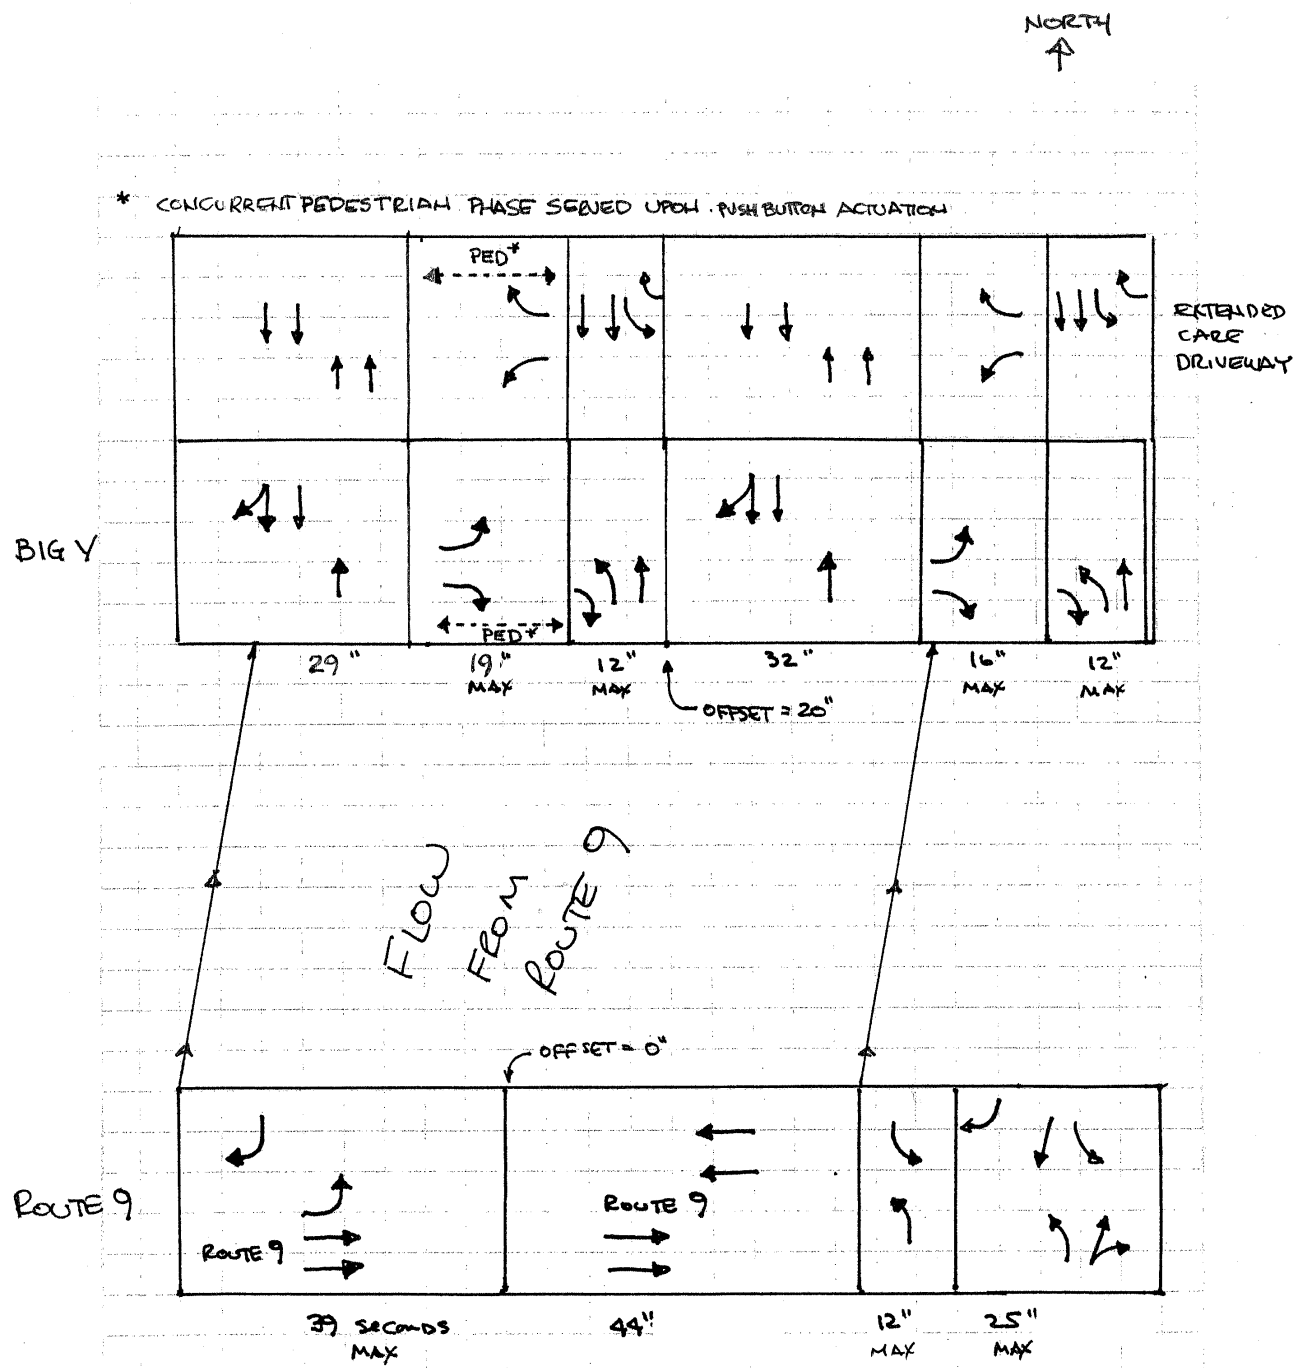 NORTH
* CONCURRENT PEDESTRIAN PHASE SERVED UPON PUSHBUTTON ACTUATION
PED*
EXTENDED
CARE
DRIVEWAY
BIG Y
PED*
29" 19" MAX 12" MAX 32" 16" MAX 12" MAX
OFFSET = 20"
FLOW
FROM
ROUTE 9
OFFSET = 0"
ROUTE 9
ROUTE 9
ROUTE 9
39 seconds MAX 44" 12" MAX 25" MAX